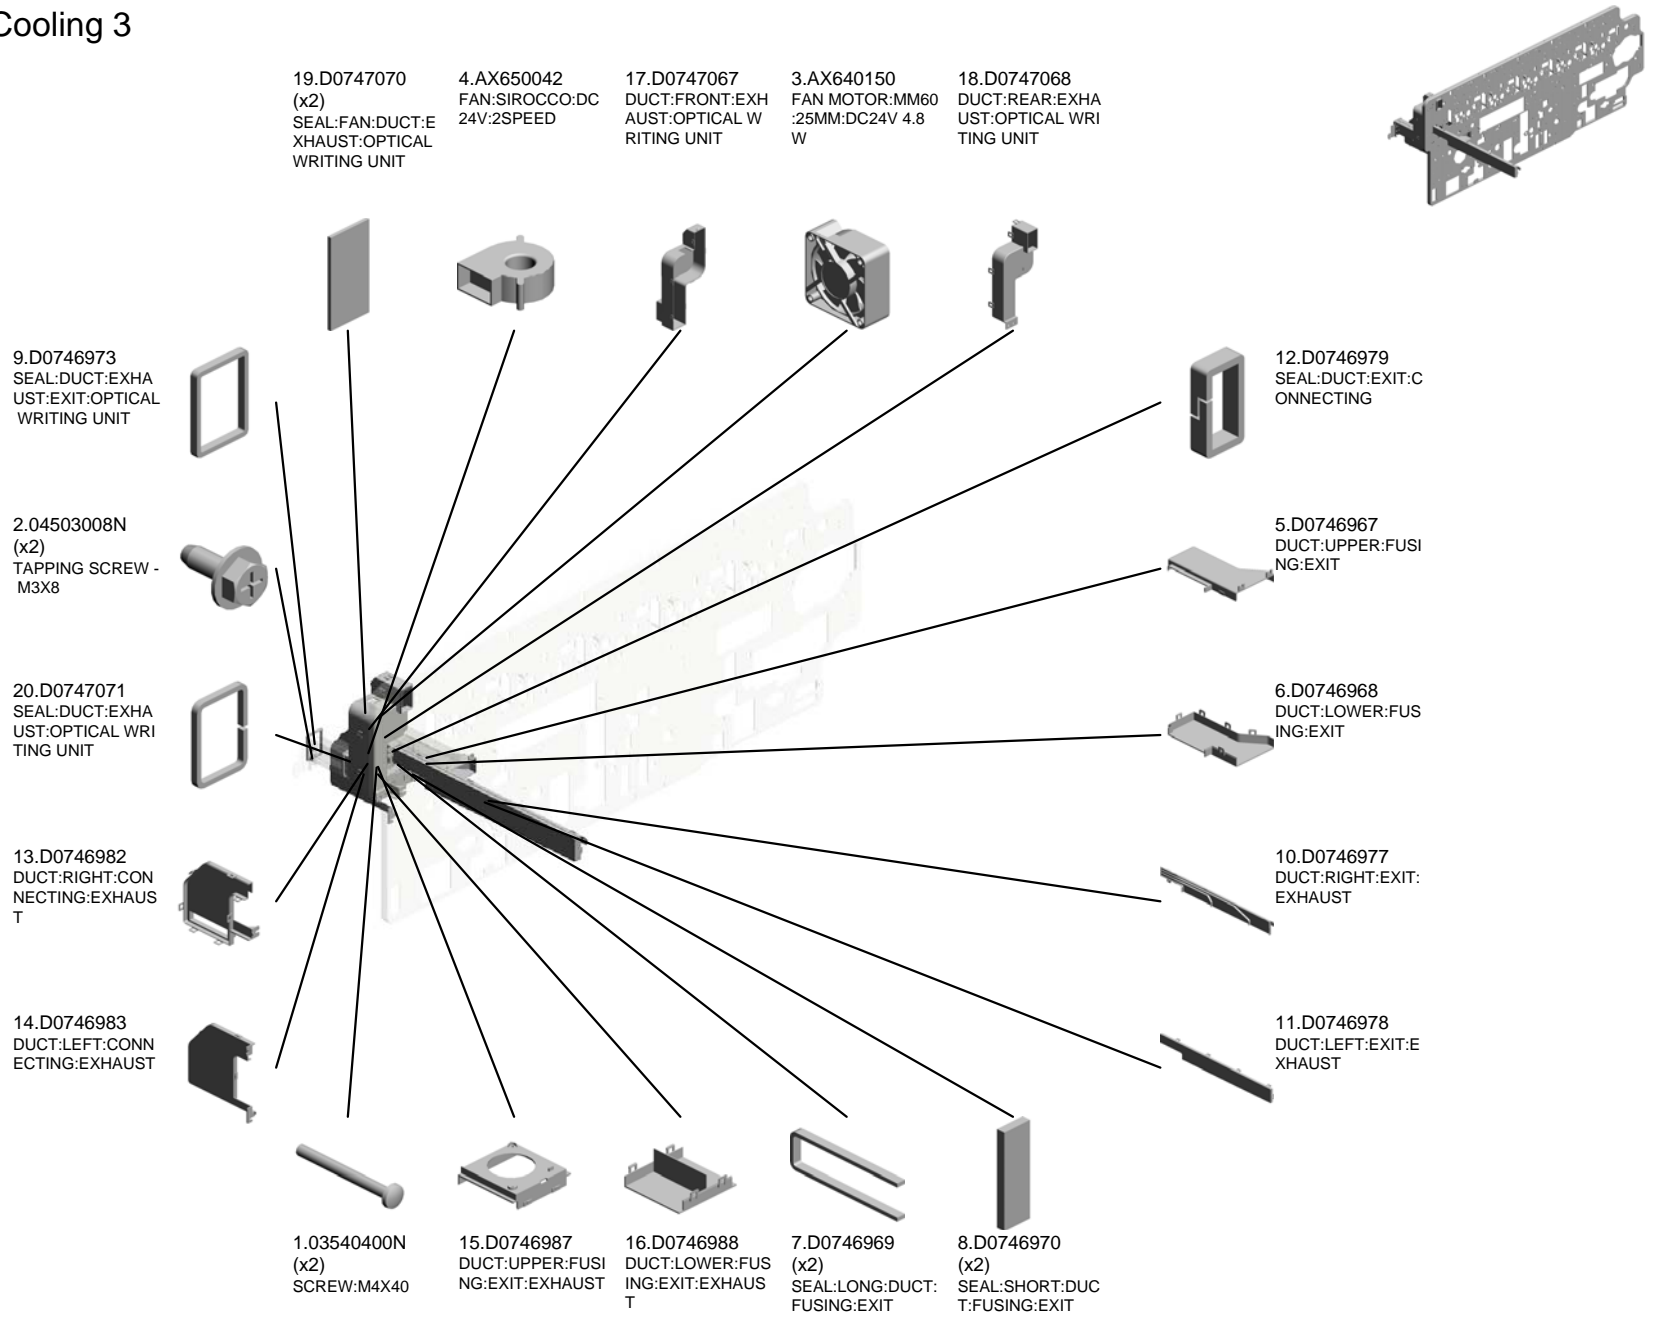 Cooling 3
19.D0747070
(x2)
SEAL:FAN:DUCT:E
XHAUST:OPTICAL
WRITING UNIT
4.AX650042
FAN:SIROCCO:DC
24V:2SPEED
17.D0747067
DUCT:FRONT:EXH
AUST:OPTICAL W
RITING UNIT
3.AX640150
FAN MOTOR:MM60
:25MM:DC24V 4.8
W
18.D0747068
DUCT:REAR:EXHA
UST:OPTICAL WRI
TING UNIT
9.D0746973
SEAL:DUCT:EXHA
UST:EXIT:OPTICAL
WRITING UNIT
12.D0746979
SEAL:DUCT:EXIT:C
ONNECTING
2.04503008N
(x2)
TAPPING SCREW -
M3X8
5.D0746967
DUCT:UPPER:FUSI
NG:EXIT
20.D0747071
SEAL:DUCT:EXHA
UST:OPTICAL WRI
TING UNIT
6.D0746968
DUCT:LOWER:FUS
ING:EXIT
13.D0746982
DUCT:RIGHT:CON
NECTING:EXHAUS
T
10.D0746977
DUCT:RIGHT:EXIT:
EXHAUST
14.D0746983
DUCT:LEFT:CONN
ECTING:EXHAUST
11.D0746978
DUCT:LEFT:EXIT:E
XHAUST
1.03540400N
(x2)
SCREW:M4X40
15.D0746987
DUCT:UPPER:FUSI
NG:EXIT:EXHAUST
16.D0746988
DUCT:LOWER:FUS
ING:EXIT:EXHAUS
T
7.D0746969
(x2)
SEAL:LONG:DUCT:
FUSING:EXIT
8.D0746970
(x2)
SEAL:SHORT:DUC
T:FUSING:EXIT